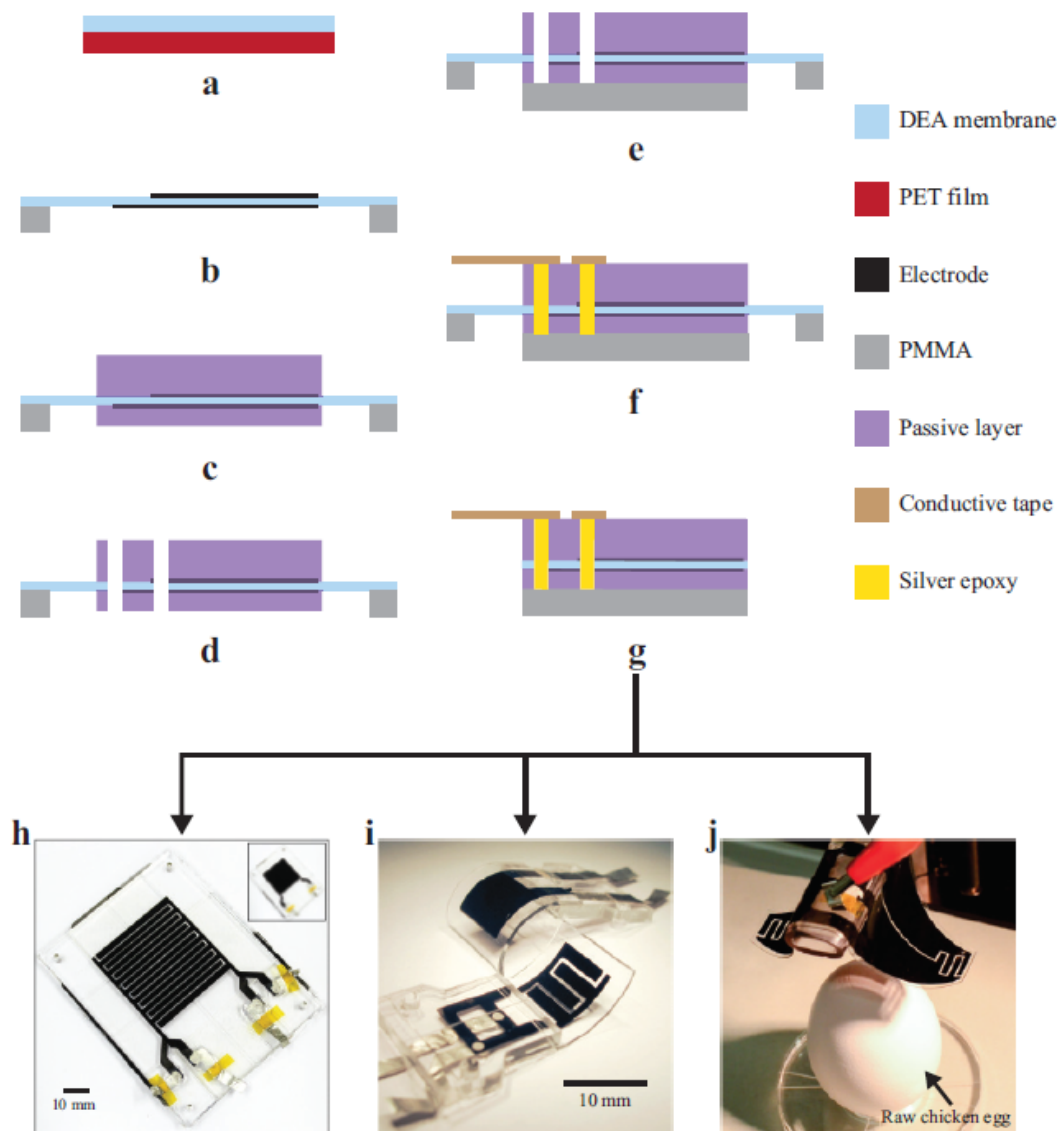 a
b
c
d
e
f
g
DEA membrane
PET film
Electrode
PMMA
Passive layer
Conductive tape
Silver epoxy
h
10 mm
i
10 mm
j
Raw chicken egg